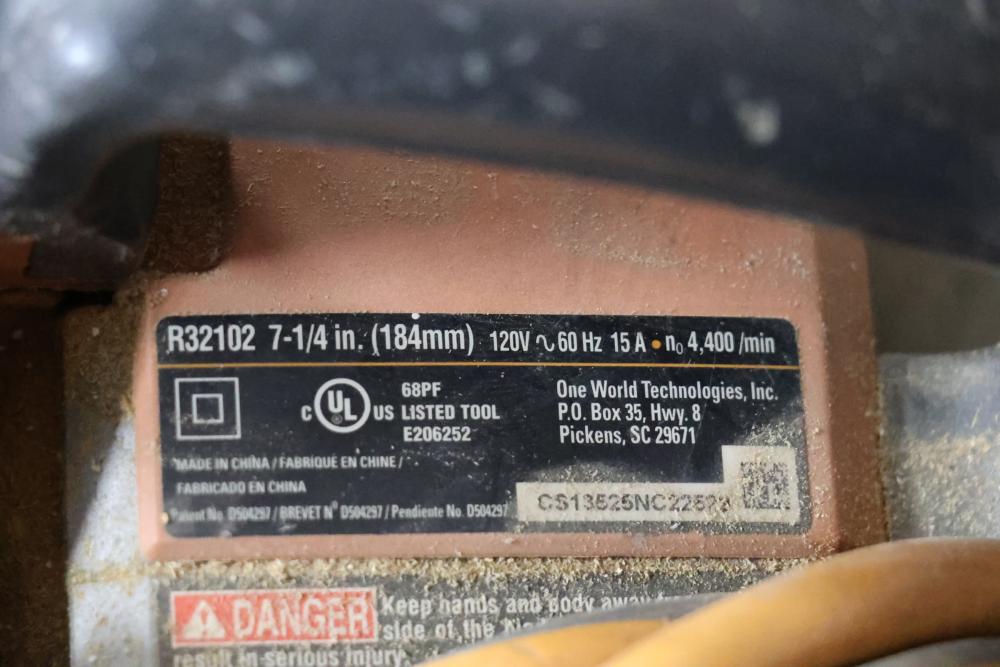 R32102 7-1/4 in. (184mm) 120V ~ 60 Hz 15 A • n₀ 4,400 /min
C UL ® US
68PF
LISTED TOOL
E206252
One World Technologies, Inc.
P.O. Box 35, Hwy. 8
Pickens, SC 29671
MADE IN CHINA / FABRIQUÉ EN CHINE /
FABRICADO EN CHINA
Patent No. D504297 / BREVET N° D504297 / Pendiente No. D504297
DANGER
Keep hands and body away
side of the
result in serious injury.